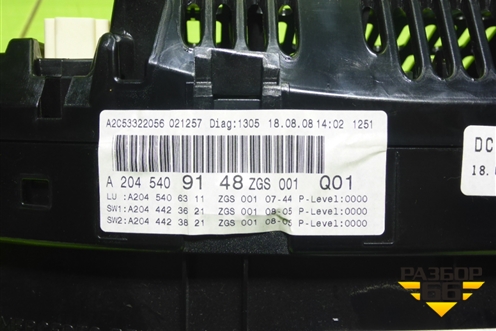 A2C53322056 021257 Diag:1305 18.08.08 14:02 1251
A 204 540 91 48 ZGS 001 Q01
LU :A204 540 63 11 ZGS 001 07-44 P-Level:0000
SW1:A204 442 36 21 ZGS 001 08-05 P-Level:0000
SW2:A204 442 38 21 ZGS 001 08-05 P-Level:0000
DC
18.
РАЗБОР
66